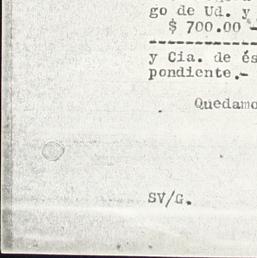 go de Ud. y
$ 700.00 -
---------------
y Cia. de és
pondiente.-
Quedamo
SV/G.